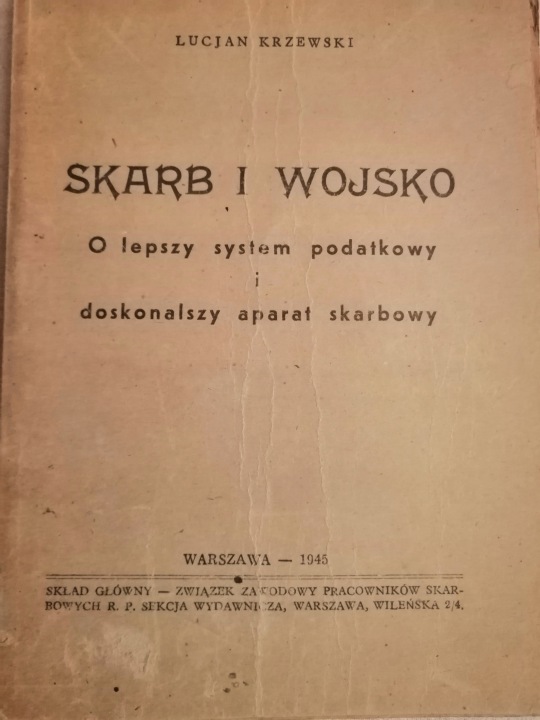 LUCJAN KRZEWSKI
SKARB I WOJSKO
O lepszy system podatkowy
i
doskonalszy aparat skarbowy
WARSZAWA — 1945
SKŁAD GŁÓWNY — ZWIĄZEK ZAWODOWY PRACOWNIKÓW SKAR-
BOWYCH R. P. SEKCJA WYDAWNICZA, WARSZAWA, WILEŃSKA 2/4.